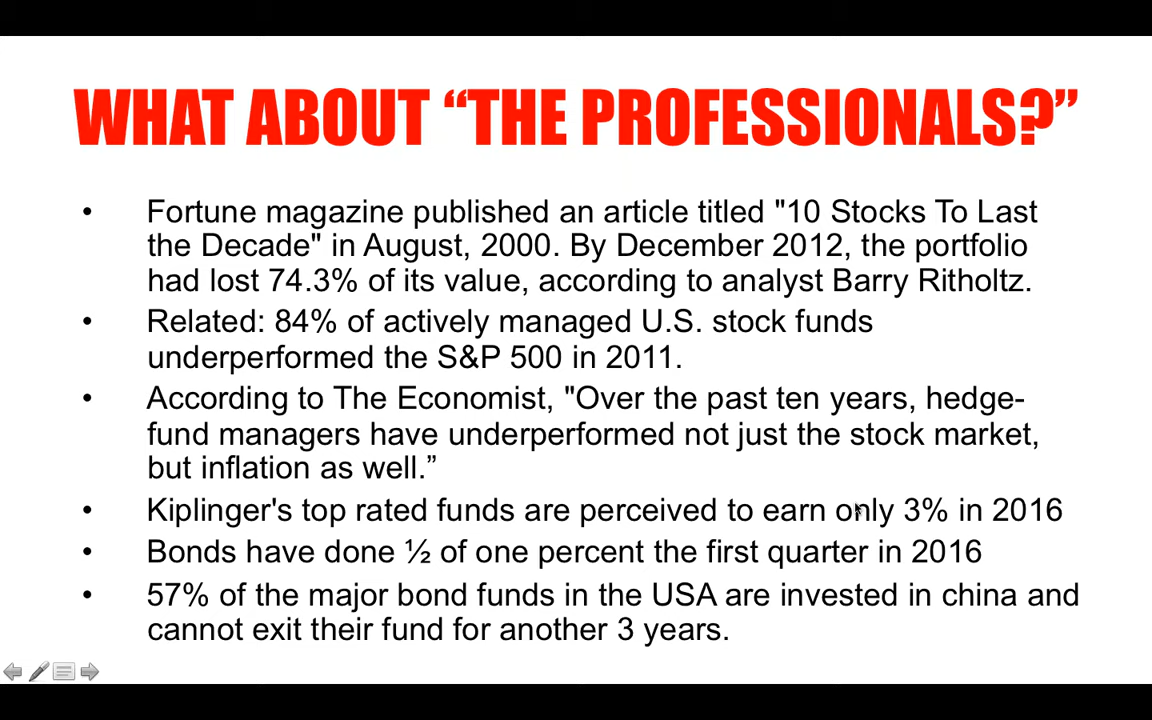 WHAT ABOUT “THE PROFESSIONALS?”
• Fortune magazine published an article titled "10 Stocks To Last
the Decade" in August, 2000. By December 2012, the portfolio
had lost 74.3% of its value, according to analyst Barry Ritholtz.
• Related: 84% of actively managed U.S. stock funds
underperformed the S&P 500 in 2011.
• According to The Economist, "Over the past ten years, hedge-
fund managers have underperformed not just the stock market,
but inflation as well.”
• Kiplinger's top rated funds are perceived to earn only 3% in 2016
• Bonds have done ½ of one percent the first quarter in 2016
• 57% of the major bond funds in the USA are invested in china and
cannot exit their fund for another 3 years.